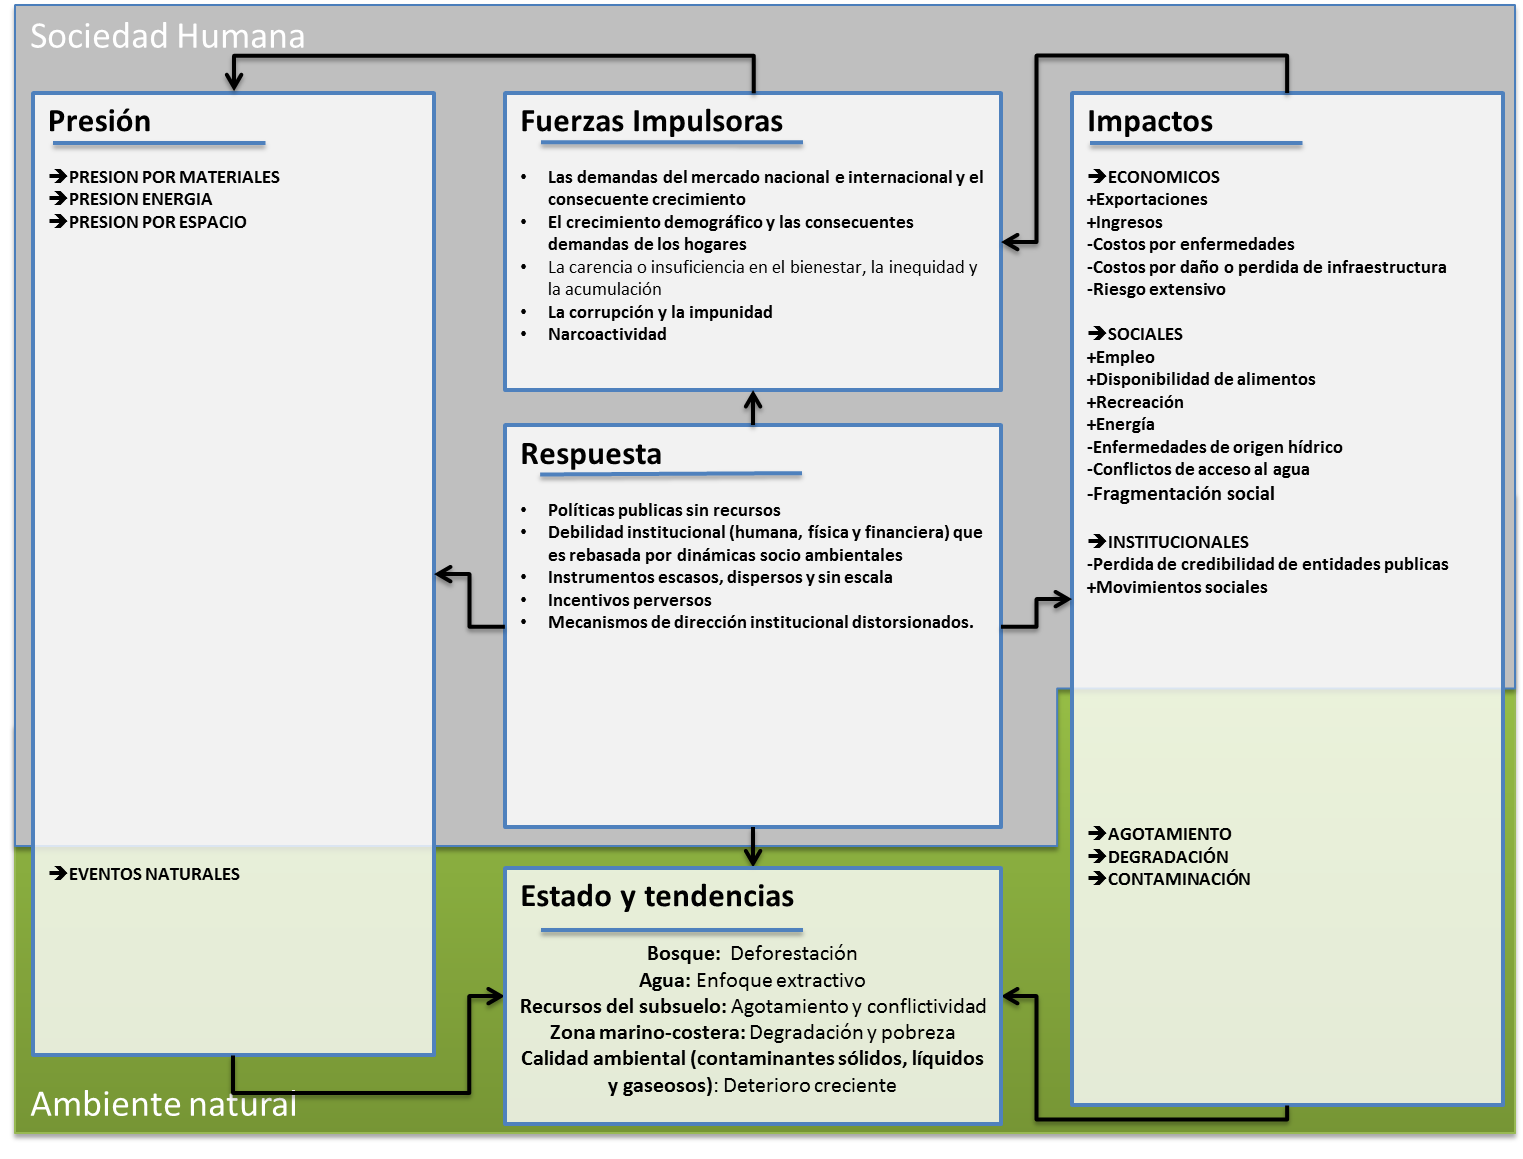 Sociedad Humana
Presión
➔PRESION POR MATERIALES
➔PRESION ENERGIA
➔PRESION POR ESPACIO
➔EVENTOS NATURALES
Fuerzas Impulsoras
• Las demandas del mercado nacional e internacional y el
consecuente crecimiento
• El crecimiento demográfico y las consecuentes
demandas de los hogares
• La carencia o insuficiencia en el bienestar, la inequidad y
la acumulación
• La corrupción y la impunidad
• Narcoactividad
Respuesta
• Políticas publicas sin recursos
• Debilidad institucional (humana, física y financiera) que
es rebasada por dinámicas socio ambientales
• Instrumentos escasos, dispersos y sin escala
• Incentivos perversos
• Mecanismos de dirección institucional distorsionados.
Estado y tendencias
Bosque: Deforestación
Agua: Enfoque extractivo
Recursos del subsuelo: Agotamiento y conflictividad
Zona marino-costera: Degradación y pobreza
Calidad ambiental (contaminantes sólidos, líquidos
y gaseosos): Deterioro creciente
Impactos
➔ECONOMICOS
+Exportaciones
+Ingresos
-Costos por enfermedades
-Costos por daño o perdida de infraestructura
-Riesgo extensivo
➔SOCIALES
+Empleo
+Disponibilidad de alimentos
+Recreación
+Energía
-Enfermedades de origen hídrico
-Conflictos de acceso al agua
-Fragmentación social
➔INSTITUCIONALES
-Perdida de credibilidad de entidades publicas
+Movimientos sociales
➔AGOTAMIENTO
➔DEGRADACIÓN
➔CONTAMINACIÓN
Ambiente natural